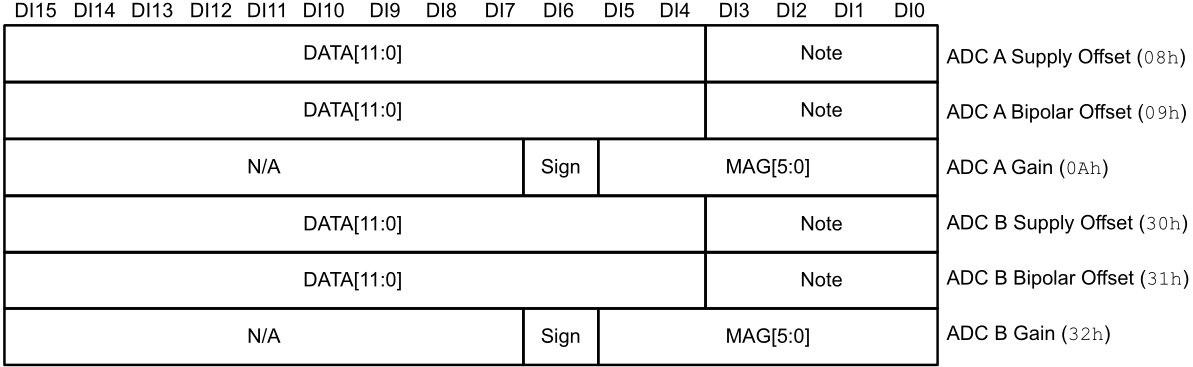 DI15 DI14 DI13 DI12 DI11 DI10 DI9 DI8 DI7 DI6 DI5 DI4 DI3 DI2 DI1 DI0
DATA[11:0] Note ADC A Supply Offset (08h)
DATA[11:0] Note ADC A Bipolar Offset (09h)
N/A Sign MAG[5:0] ADC A Gain (0Ah)
DATA[11:0] Note ADC B Supply Offset (30h)
DATA[11:0] Note ADC B Bipolar Offset (31h)
N/A Sign MAG[5:0] ADC B Gain (32h)